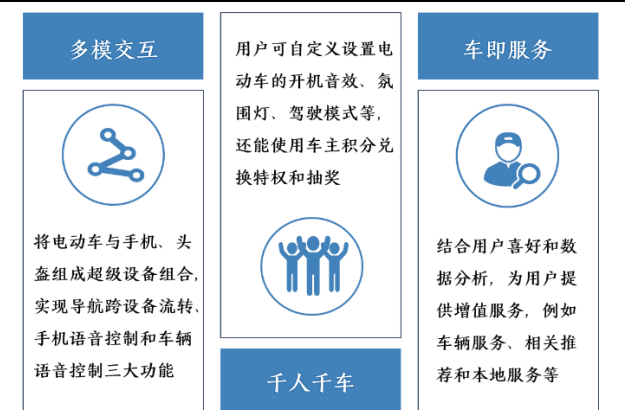 多模交互
将电动车与手机、头
盔组成超级设备组合,
实现导航跨设备流转、
手机语音控制和车辆
语音控制三大功能
用户可自定义设置电
动车的开机音效、氛
围灯、驾驶模式等,
还能使用车主积分兑
换特权和抽奖
千人千车
车即服务
结合用户喜好和数
据分析，为用户提
供增值服务，例如
车辆服务、相关推
荐和本地服务等